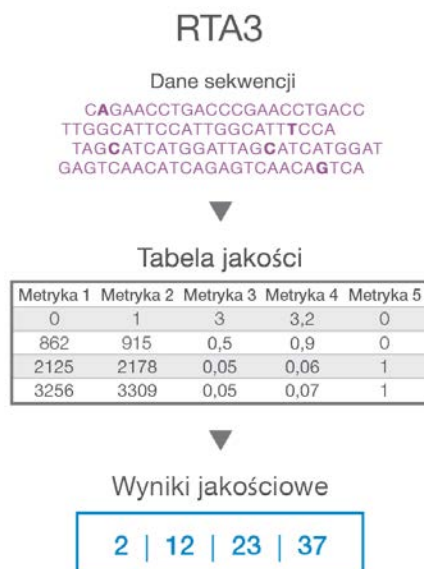 RTA3
Dane sekwencji
CAGAACCTGACCCGAACCTGACC
TTGGCATTCCATTGGCATTTCCA
TAGCATCATGGATTAGCATCATGGAT
GAGTCAACATCAGAGTCAACAGTCA
Tabela jakości
Metryka 1 Metryka 2 Metryka 3 Metryka 4 Metryka 5
0 1 3 3,2 0
862 915 0,5 0,9 0
2125 2178 0,05 0,06 1
3256 3309 0,05 0,07 1
Wyniki jakościowe
2 | 12 | 23 | 37